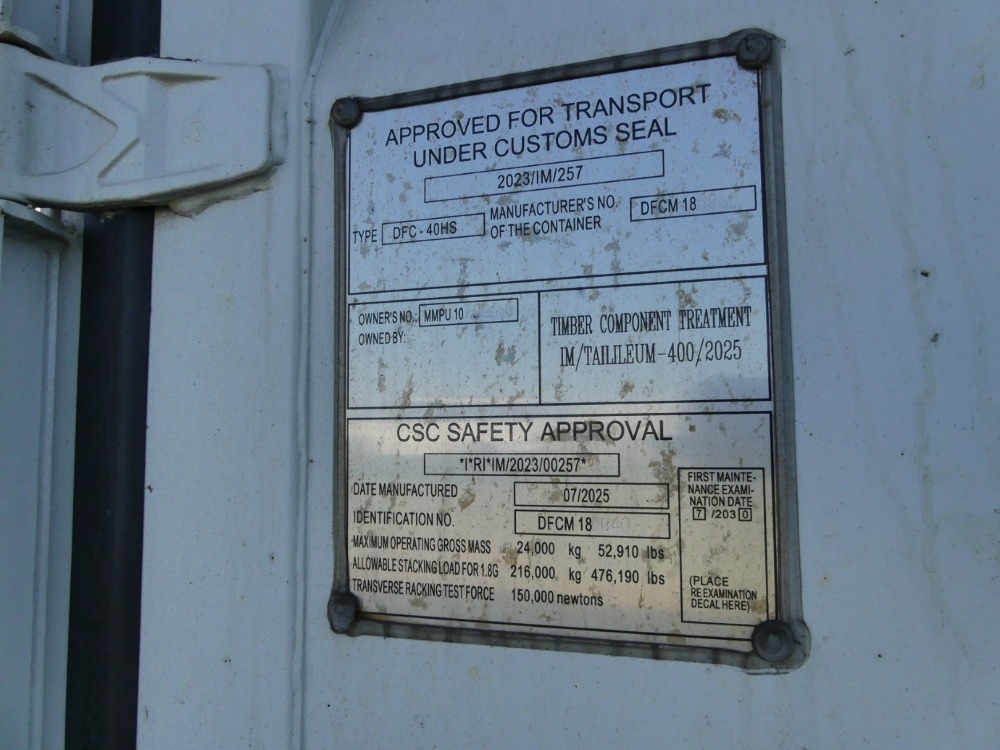 APPROVED FOR TRANSPORT
UNDER CUSTOMS SEAL
2023/IM/257
TYPE DFC - 40HS MANUFACTURER'S NO. OF THE CONTAINER DFCM 18
OWNER'S NO.: MMPU 10
OWNED BY:
TIMBER COMPONENT TREATMENT
IM/TAILILEUM-400/2025
CSC SAFETY APPROVAL
*I*RI*IM/2023/00257*
DATE MANUFACTURED 07/2025
IDENTIFICATION NO. DFCM 18
MAXIMUM OPERATING GROSS MASS 24,000 kg 52,910 lbs
ALLOWABLE STACKING LOAD FOR 1.8G 216,000 kg 476,190 lbs
TRANSVERSE RACKING TEST FORCE 150,000 newtons
FIRST MAINTE-
NANCE EXAMI-
NATION DATE
7 /203 0
(PLACE
RE EXAMINATION
DECAL HERE)